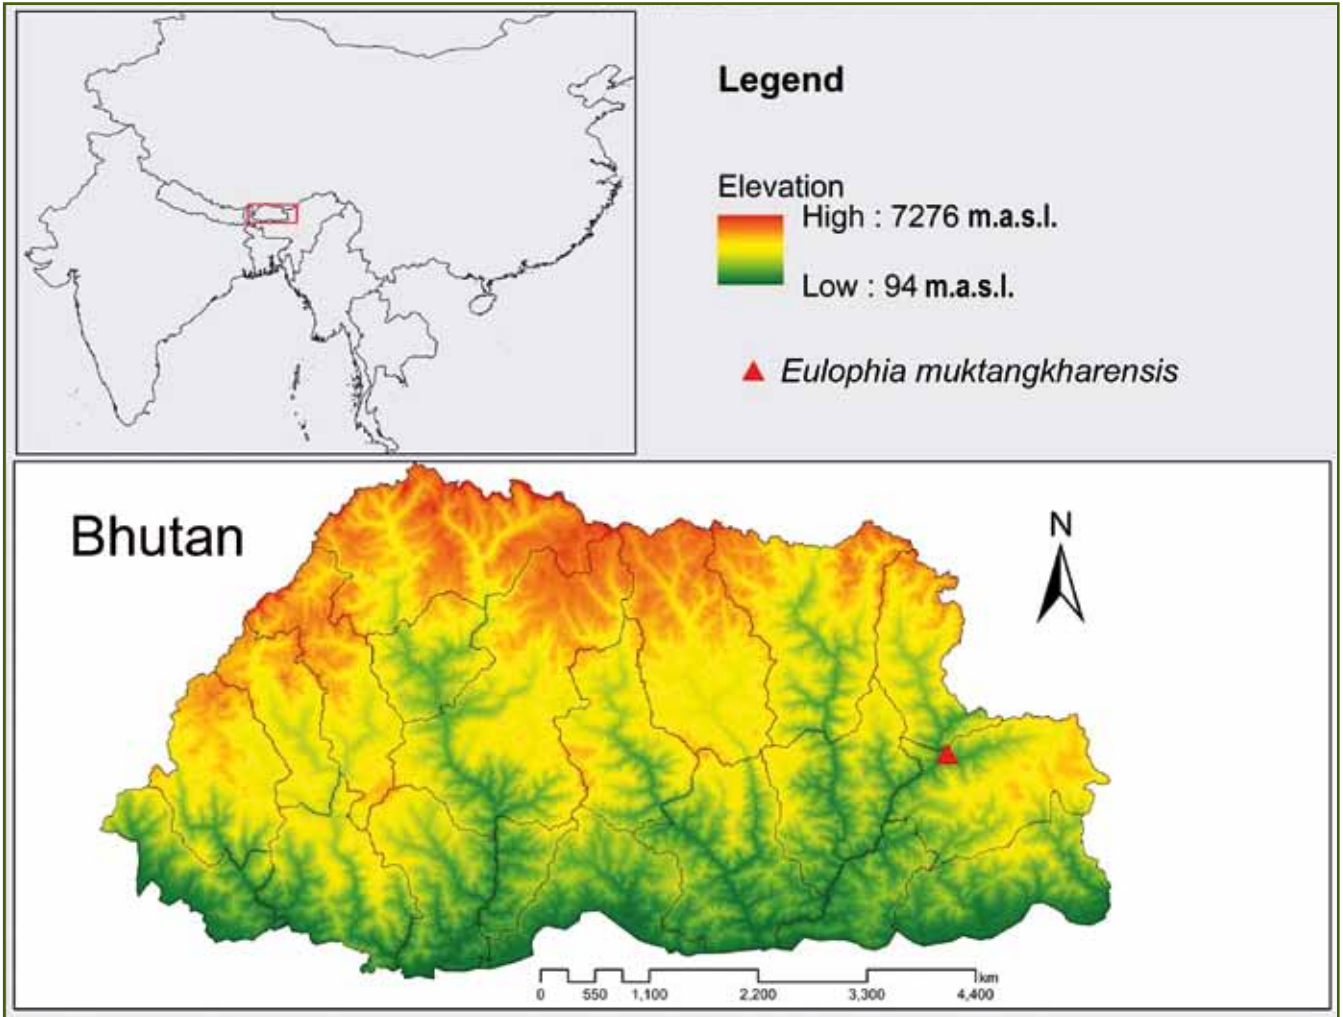 Legend
Elevation
High : 7276 m.a.s.l.
Low : 94 m.a.s.l.
Eulophia muktangkharensis
Bhutan
N
km
0 550 1,100 2,200 3,300 4,400